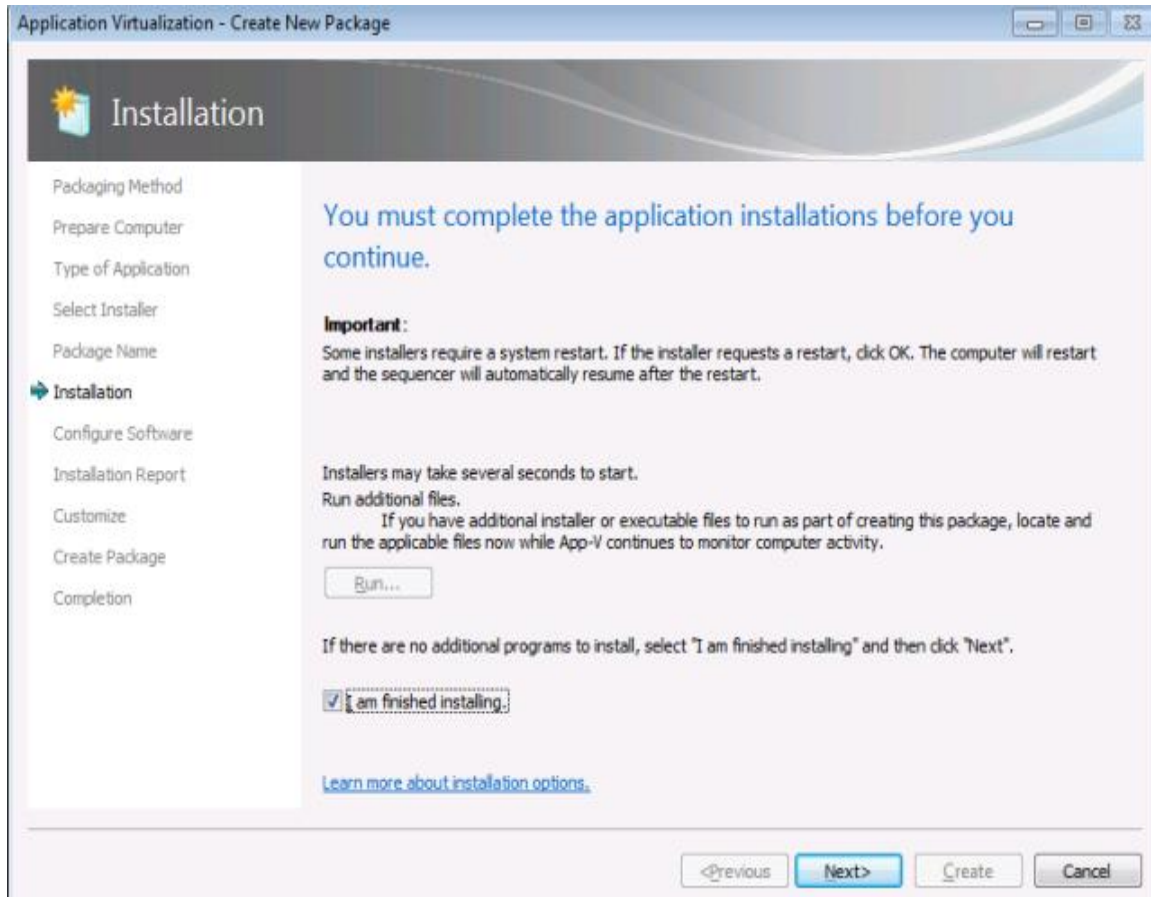 Application Virtualization - Create New Package
Installation
Packaging Method
Prepare Computer
Type of Application
Select Installer
Package Name
Installation
Configure Software
Installation Report
Customize
Create Package
Completion
You must complete the application installations before you
continue.
Important:
Some installers require a system restart. If the installer requests a restart, click OK. The computer will restart
and the sequencer will automatically resume after the restart.
Installers may take several seconds to start.
Run additional files.
If you have additional installer or executable files to run as part of creating this package, locate and
run the applicable files now while App-V continues to monitor computer activity.
Run...
If there are no additional programs to install, select "I am finished installing" and then click "Next".
I am finished installing.
Learn more about installation options.
<Previous Next> Create Cancel